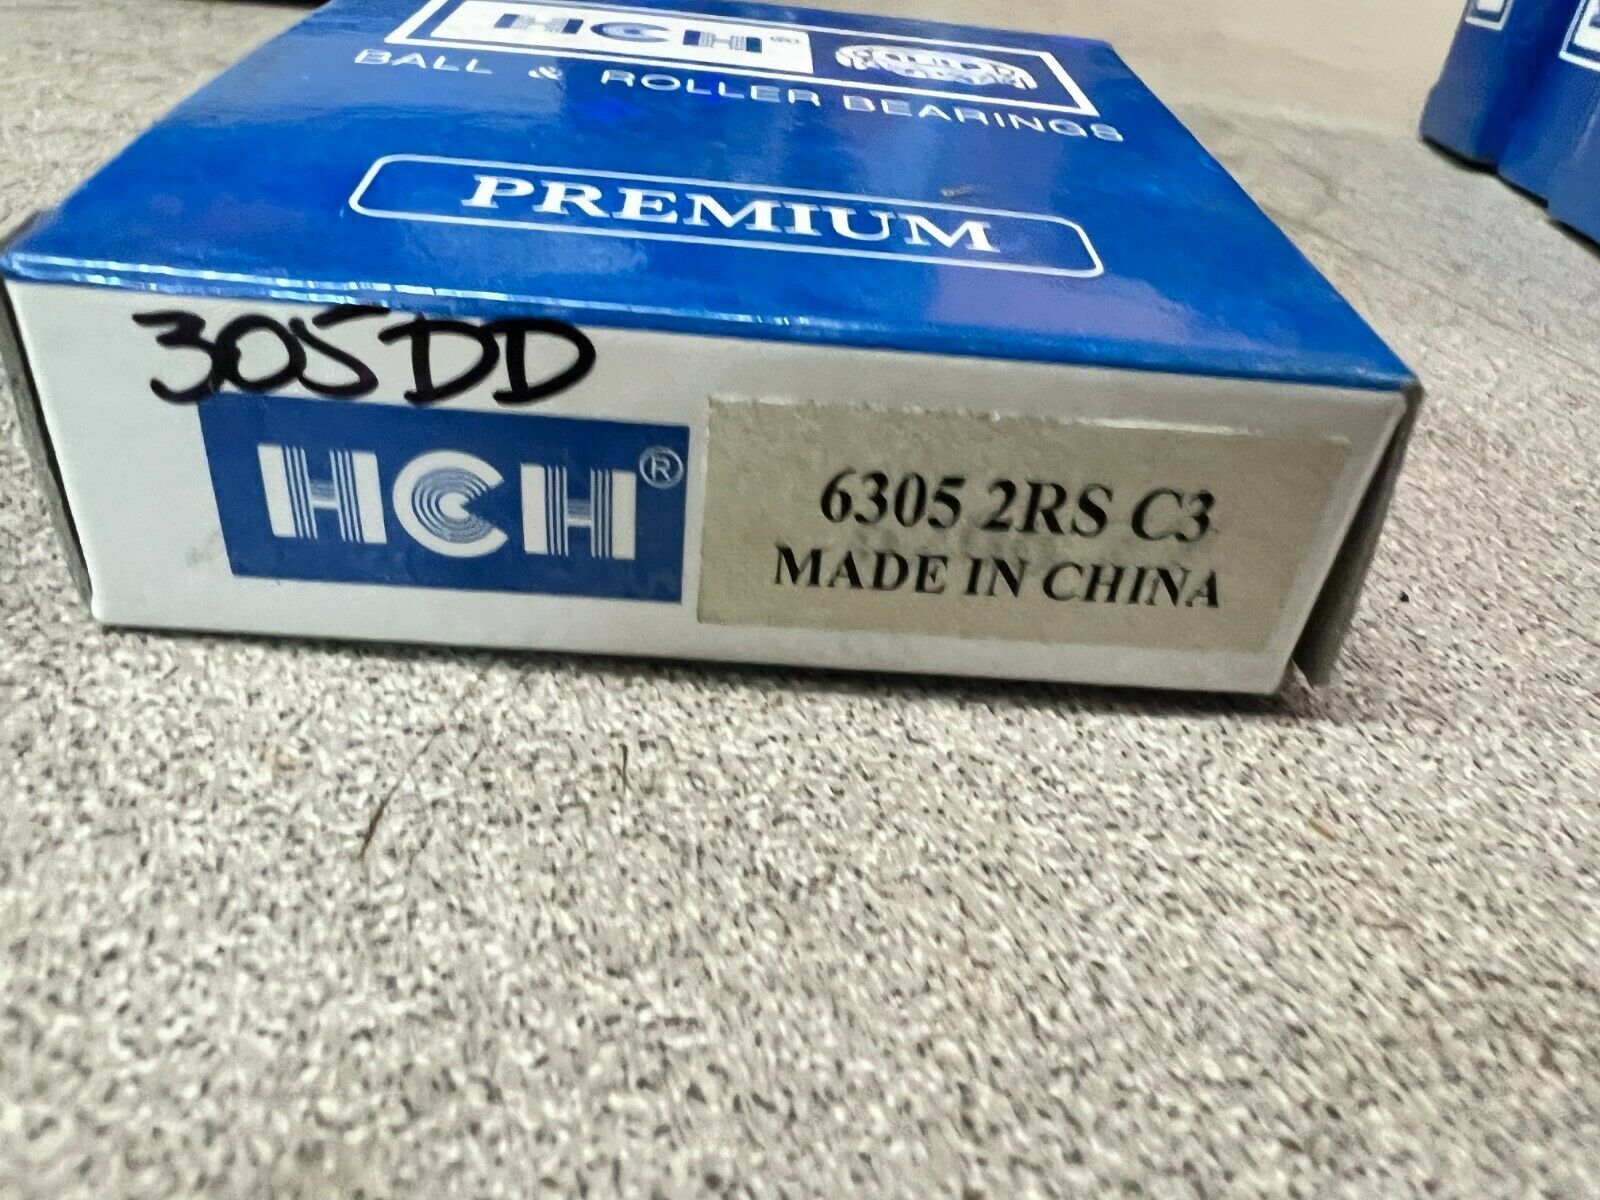 HCH®
BALL & ROLLER BEARINGS
PREMIUM
305DD
HCH®
6305 2RS C3
MADE IN CHINA